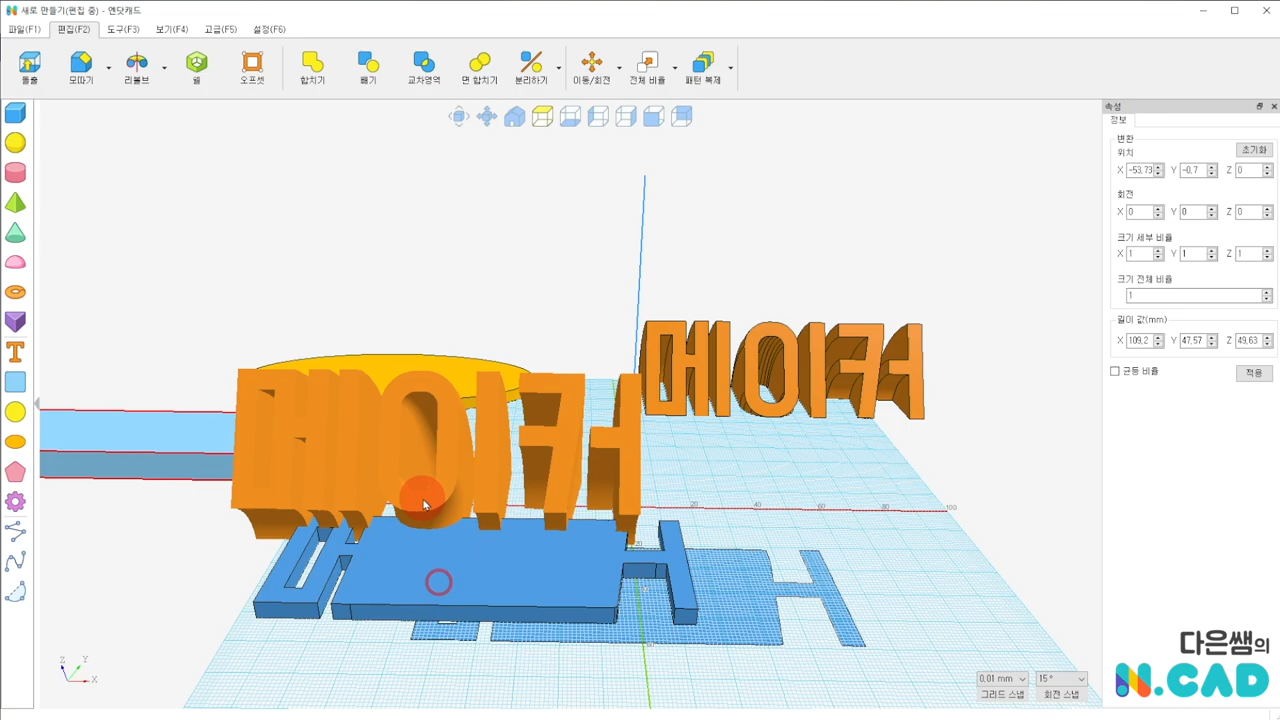 새로 만들기(편집 중) - 엔닷캐드
파일(F1) 편집(F2) 도구(F3) 보기(F4) 고급(F5) 설정(F6)
돌출 모따기 리볼브 쉘 오프셋 합치기 빼기 교차영역 면 합치기 분리하기 이동/회전 전체 비율 패턴 복제
속성
정보
변환
위치 초기화
X -53,73 Y -0,7 Z 0
회전
X 0 Y 0 Z 0
크기 세부 비율
X 1 Y 1 Z 1
크기 전체 비율
1
길이 값(mm)
X 109,2 Y 47,57 Z 49,63
균등 비율 적용
메이커
메이커
20 40 100
Z Y X
0,01 mm 15°
그리드 스냅 회전 스냅
다은쌤의
N.CAD